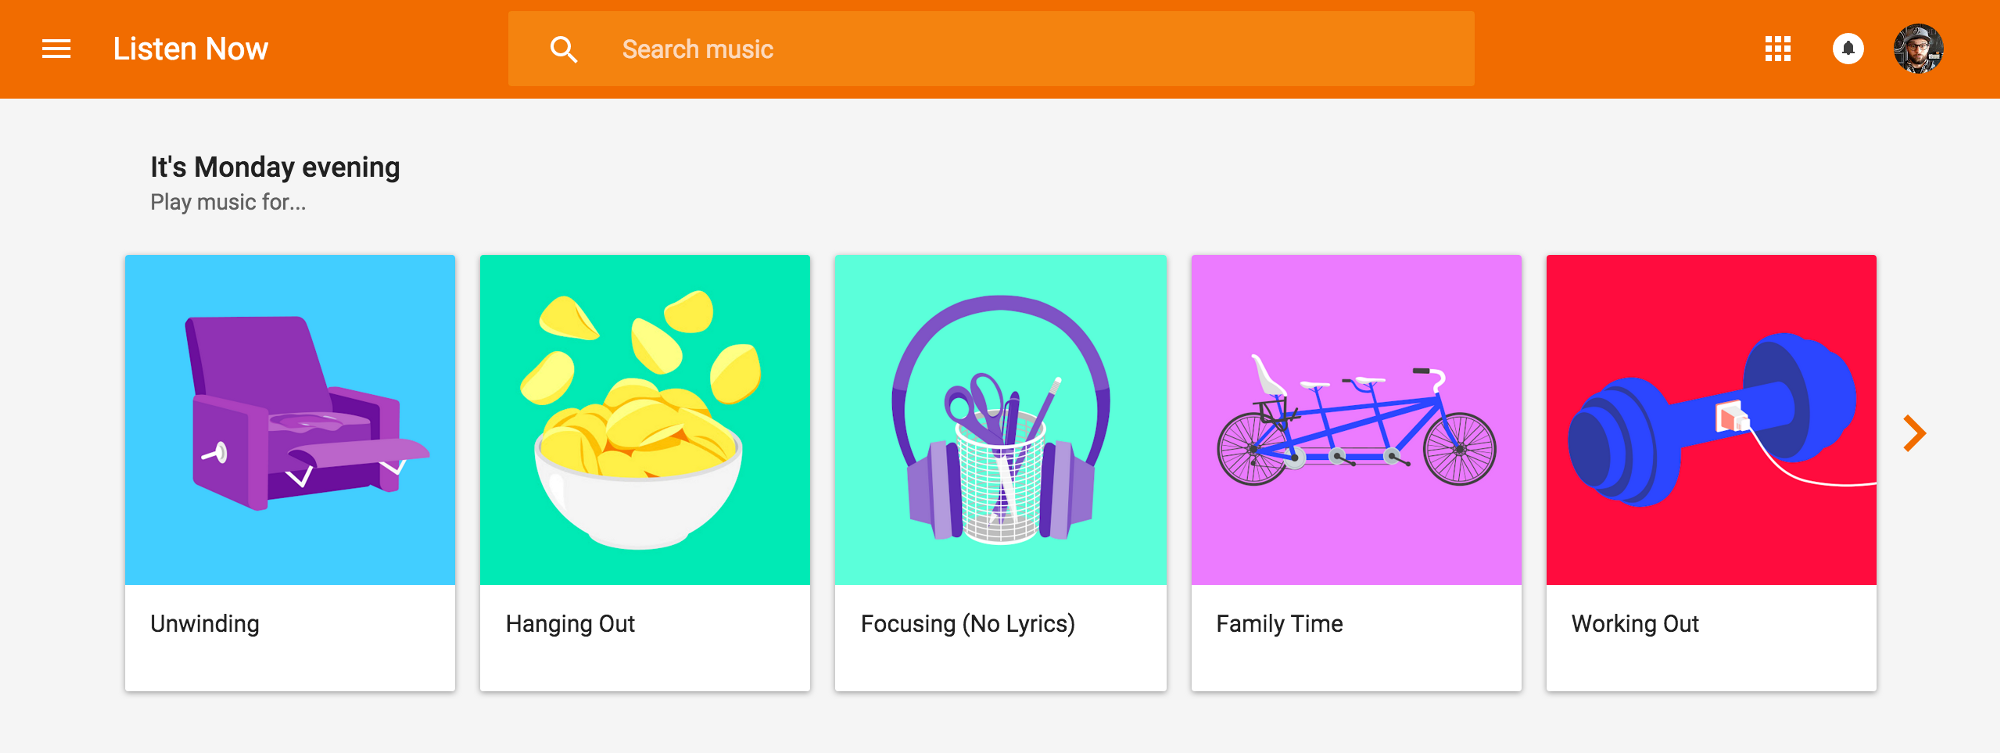 Listen Now
Search music
It's Monday evening
Play music for...
Unwinding
Hanging Out
Focusing (No Lyrics)
Family Time
Working Out